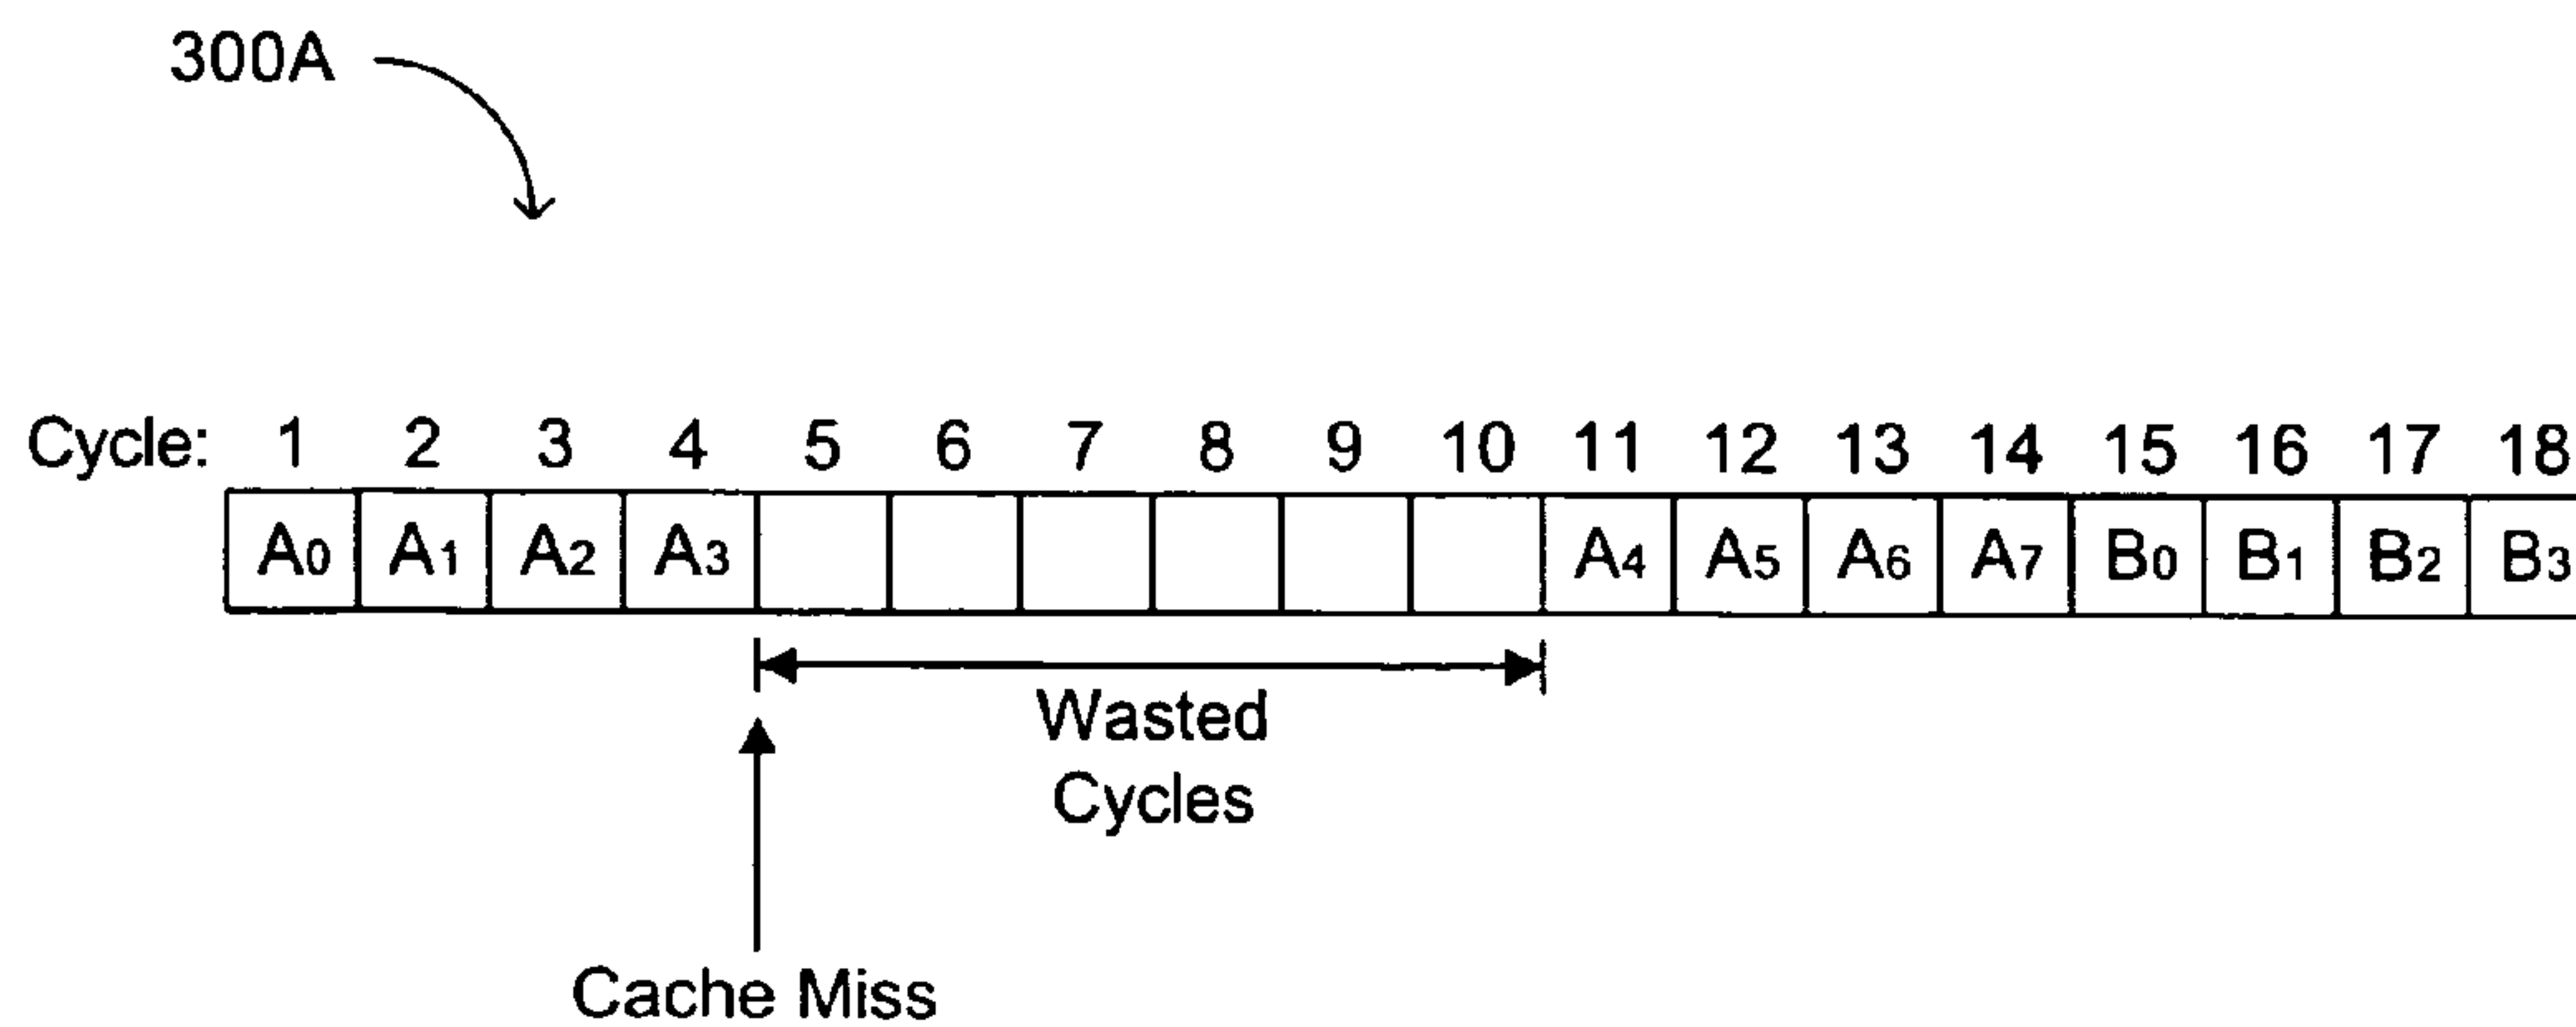 300A
Cycle: 1 2 3 4 5 6 7 8 9 10 11 12 13 14 15 16 17 18
A0 A1 A2 A3 A4 A5 A6 A7 B0 B1 B2 B3
Wasted
Cycles
Cache Miss